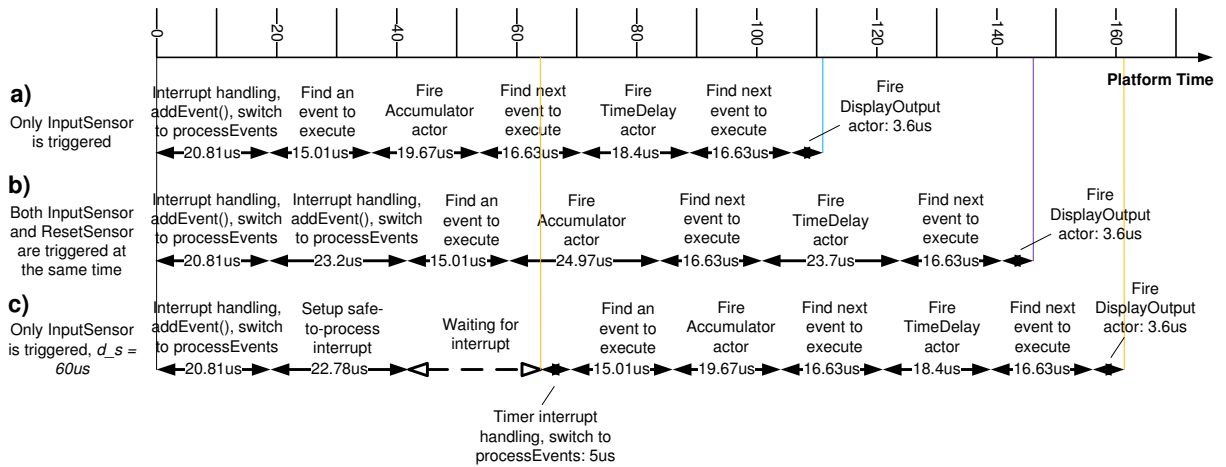 0
20
40
60
80
100
120
140
160
Platform Time
a)
Only InputSensor
is triggered
Interrupt handling,
addEvent(), switch
to processEvents
Find an
event to
execute
Fire
Accumulator
actor
Find next
event to
execute
Fire
TimeDelay
actor
Find next
event to
execute
Fire
DisplayOutput
actor: 3.6us
20.81us
15.01us
19.67us
16.63us
18.4us
16.63us
b)
Both InputSensor
and ResetSensor
are triggered at
the same time
Interrupt handling,
addEvent(), switch
to processEvents
Interrupt handling,
addEvent(), switch
to processEvents
Find an
event to
execute
Fire
Accumulator
actor
Find next
event to
execute
Fire
TimeDelay
actor
Find next
event to
execute
Fire
DisplayOutput
actor: 3.6us
20.81us
23.2us
15.01us
24.97us
16.63us
23.7us
16.63us
c)
Only InputSensor
is triggered, d_s =
60us
Interrupt handling,
addEvent(), switch
to processEvents
Setup safe-
to-process
interrupt
Waiting for
interrupt
Find an
event to
execute
Fire
Accumulator
actor
Find next
event to
execute
Fire
TimeDelay
actor
Find next
event to
execute
Fire
DisplayOutput
actor: 3.6us
20.81us
22.78us
15.01us
19.67us
16.63us
18.4us
16.63us
Timer interrupt
handling, switch to
processEvents: 5us